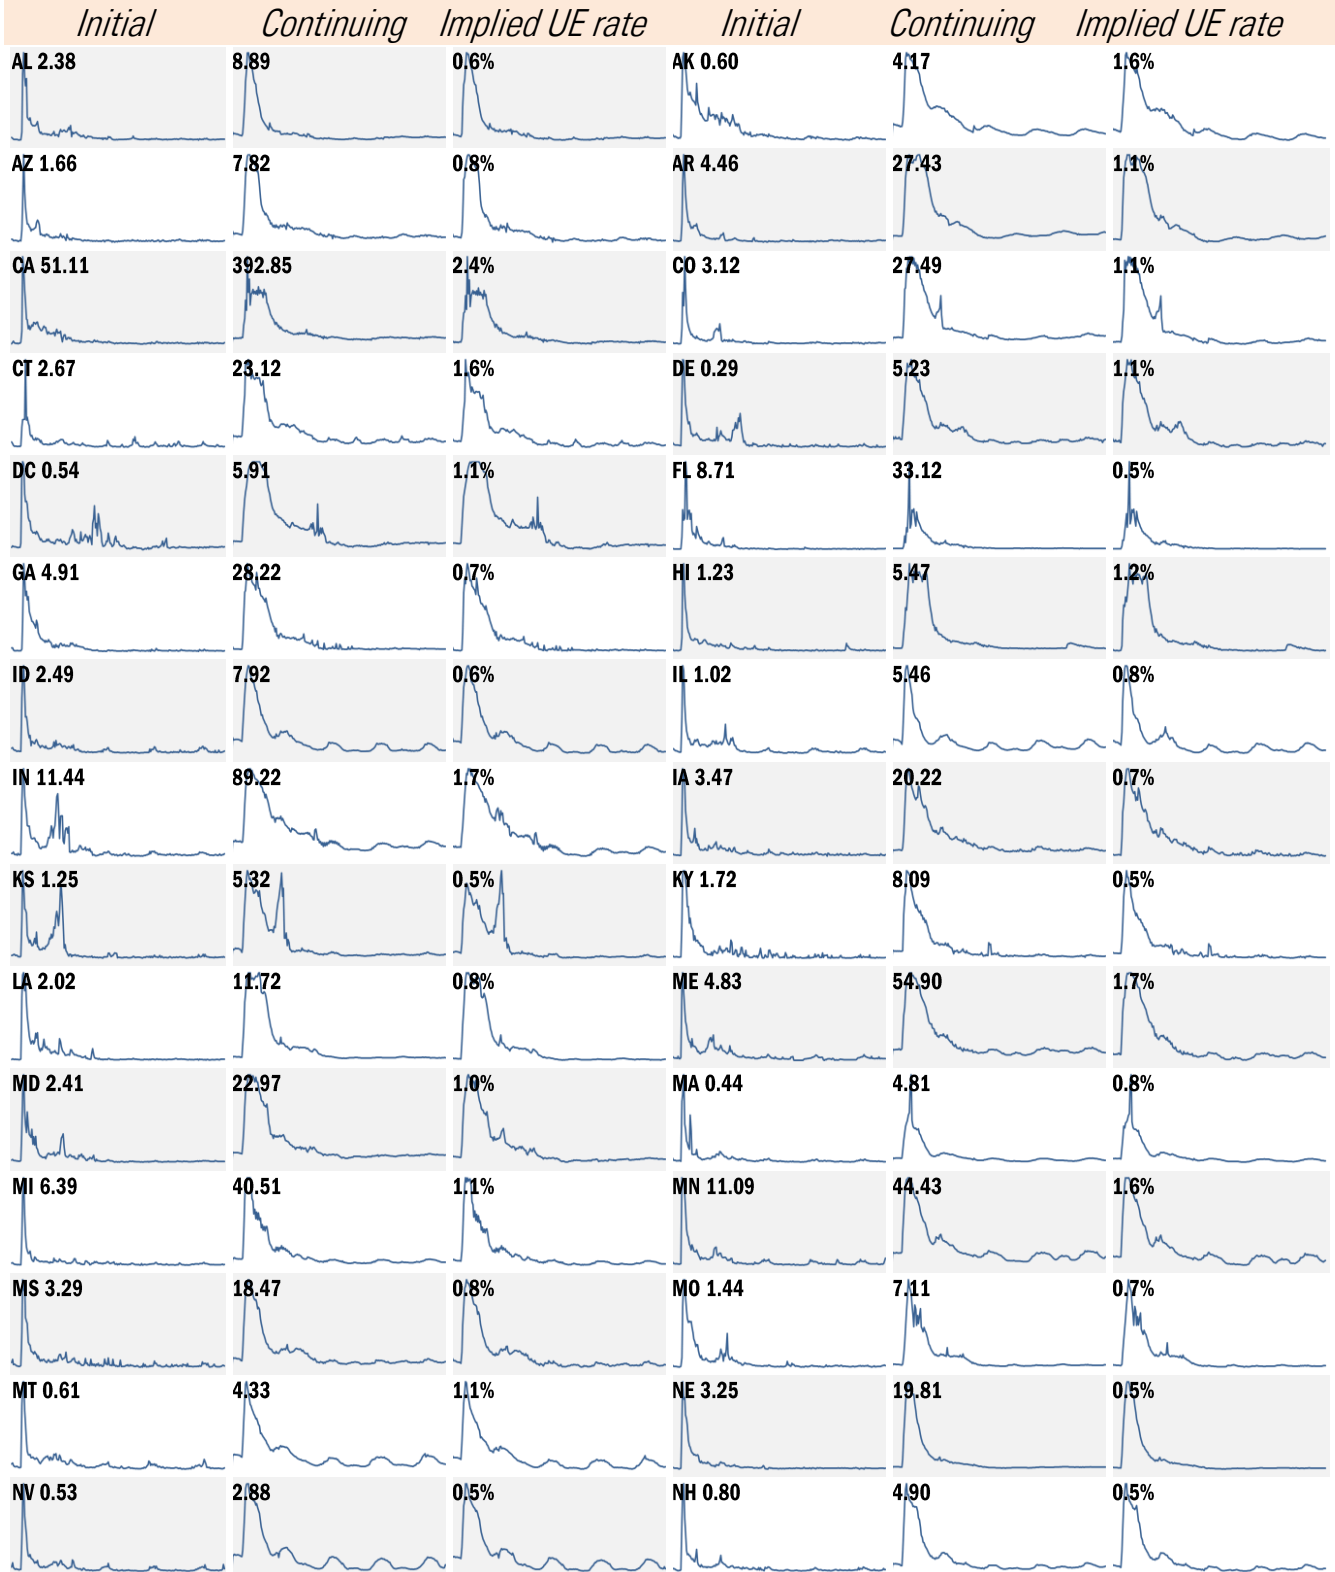 Initial Continuing Implied UE rate Initial Continuing Implied UE rate
AL 2.38 8.89 0.6% AK 0.60 4.17 1.6%
AZ 1.66 7.82 0.8% AR 4.46 27.43 1.1%
CA 51.11 392.85 2.4% CO 3.12 27.49 1.1%
CT 2.67 23.12 1.6% DE 0.29 5.23 1.1%
DC 0.54 5.91 1.1% FL 8.71 33.12 0.5%
GA 4.91 28.22 0.7% HI 1.23 5.47 1.2%
ID 2.49 7.92 0.6% IL 1.02 5.46 0.8%
IN 11.44 89.22 1.7% IA 3.47 20.22 0.7%
KS 1.25 5.32 0.5% KY 1.72 8.09 0.5%
LA 2.02 11.72 0.8% ME 4.83 54.90 1.7%
MD 2.41 22.97 1.0% MA 0.44 4.81 0.8%
MI 6.39 40.51 1.1% MN 11.09 44.43 1.6%
MS 3.29 18.47 0.8% MO 1.44 7.11 0.7%
MT 0.61 4.33 1.1% NE 3.25 19.81 0.5%
NV 0.53 2.88 0.5% NH 0.80 4.90 0.5%